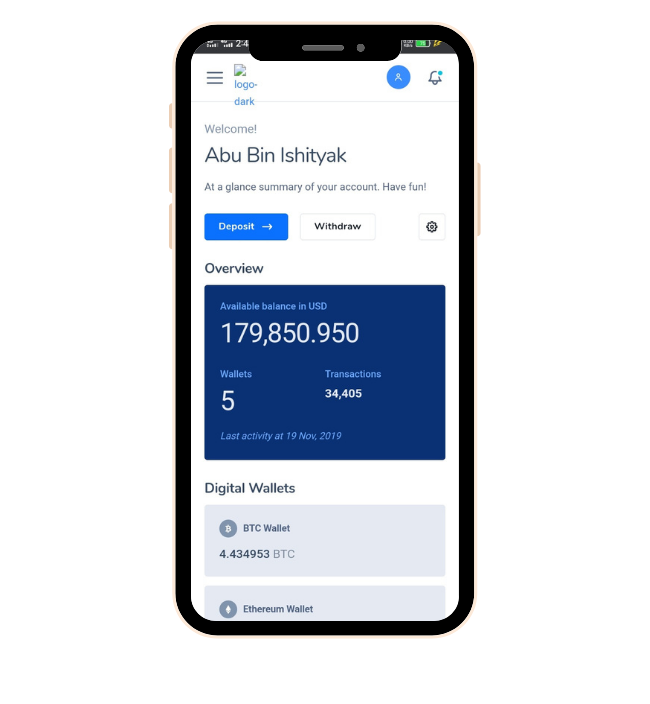 2:4
logo-
dark
Welcome!
Abu Bin Ishityak
At a glance summary of your account. Have fun!
Deposit → Withdraw
Overview
Available balance in USD
179,850.950
Wallets Transactions
5 34,405
Last activity at 19 Nov, 2019
Digital Wallets
BTC Wallet
4.434953 BTC
Ethereum Wallet